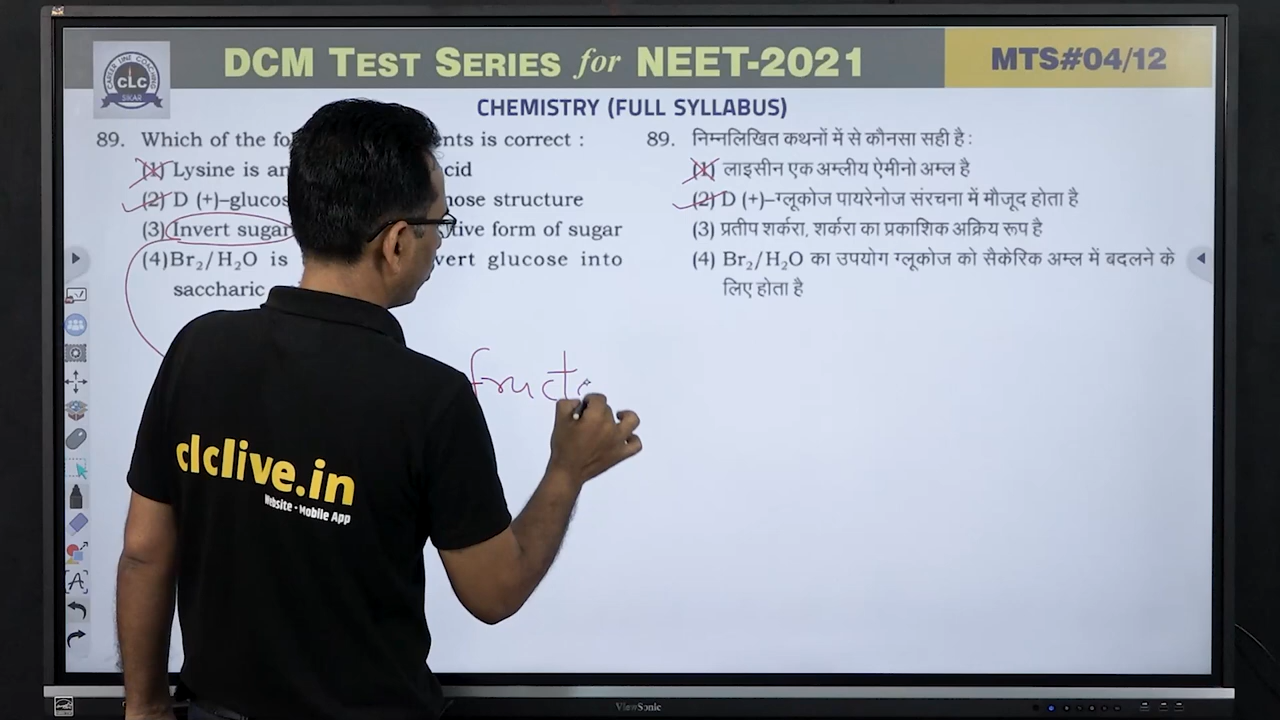 DCM TEST SERIES for NEET-2021
MTS#04/12
CAREER LINE COACHING
CLC
SIKAR
CHEMISTRY (FULL SYLLABUS)
89. Which of the fo ents is correct :
(1) Lysine is an cid
(2) D (+)–glucos nose structure
(3) Invert sugar tive form of sugar
(4) Br₂/H₂O is vert glucose into
saccharic
89. निम्नलिखित कथनों में से कौनसा सही है :
(1) लाइसीन एक अम्लीय ऐमीनो अम्ल है
(2) D (+)–ग्लूकोज पायरेनोज संरचना में मौजूद होता है
(3) प्रतीप शर्करा, शर्करा का प्रकाशिक अक्रिय रूप है
(4) Br₂/H₂O का उपयोग ग्लूकोज को सैकेरिक अम्ल में बदलने के
लिए होता है
fructo
clclive.in
Website - Mobile App
ViewSonic